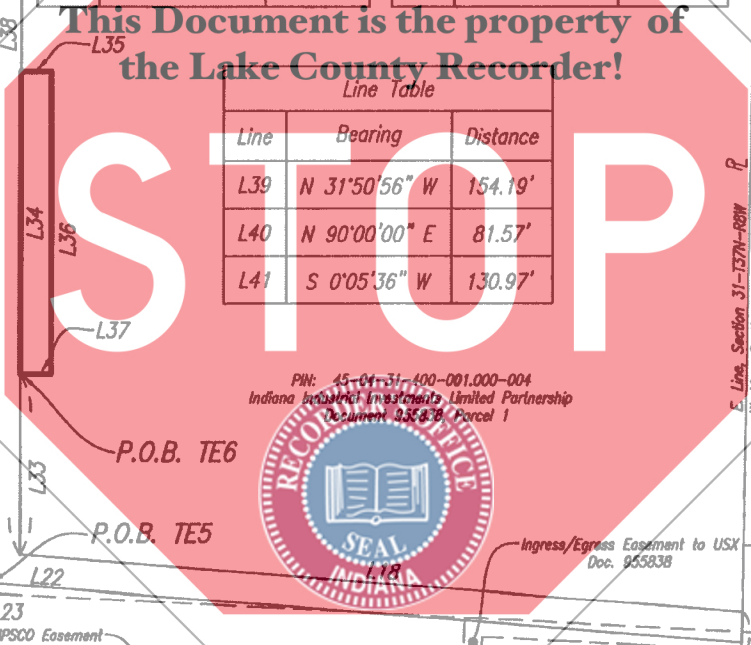 This Document is the property of
the Lake County Recorder!
STOP
L38
L35
Line Table
Line Bearing Distance
L39 N 31°50'56" W 154.19'
L40 N 90°00'00" E 81.57'
L41 S 0°05'36" W 130.97'
L34
L36
L37
E. Line, Section 31-T37N-R8W
PIN: 45-04-31-400-001.000-004
Indiana Industrial Investments Limited Partnership
Document 955838, Parcel 1
P.O.B. TE6
L33
RECORDER'S OFFICE
SEAL
INDIANA
P.O.B. TE5
Ingress/Egress Easement to USX
Doc. 955838
L22
L18
23
PSCO Easement